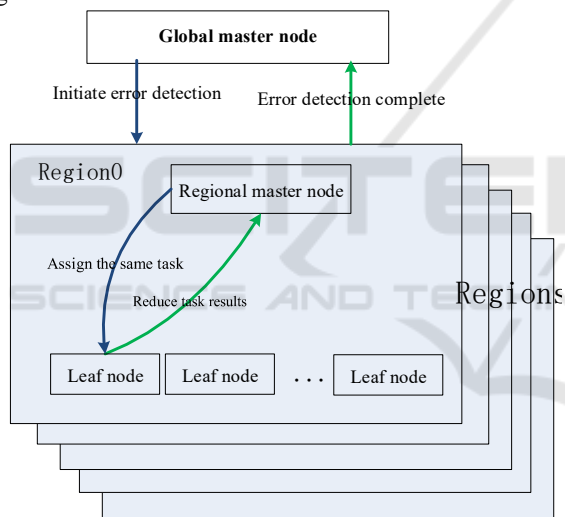 Global master node
Initiate error detection
Error detection complete
Region0
Regional master node
Assign the same task
Reduce task results
Regions
Leaf node
Leaf node
...
Leaf node